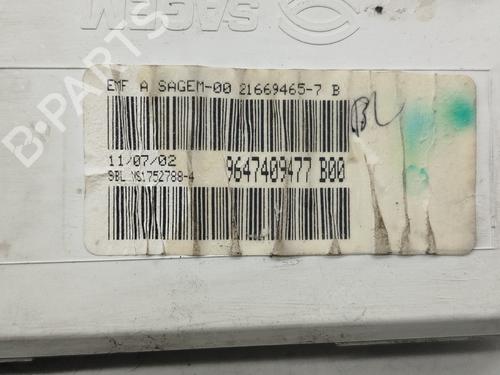 SAGEM
B-PARTS
EMF A SAGEM-00 21669465-7 B
BL
11/07/02
9647409477 B00
SBL NS1752788-4